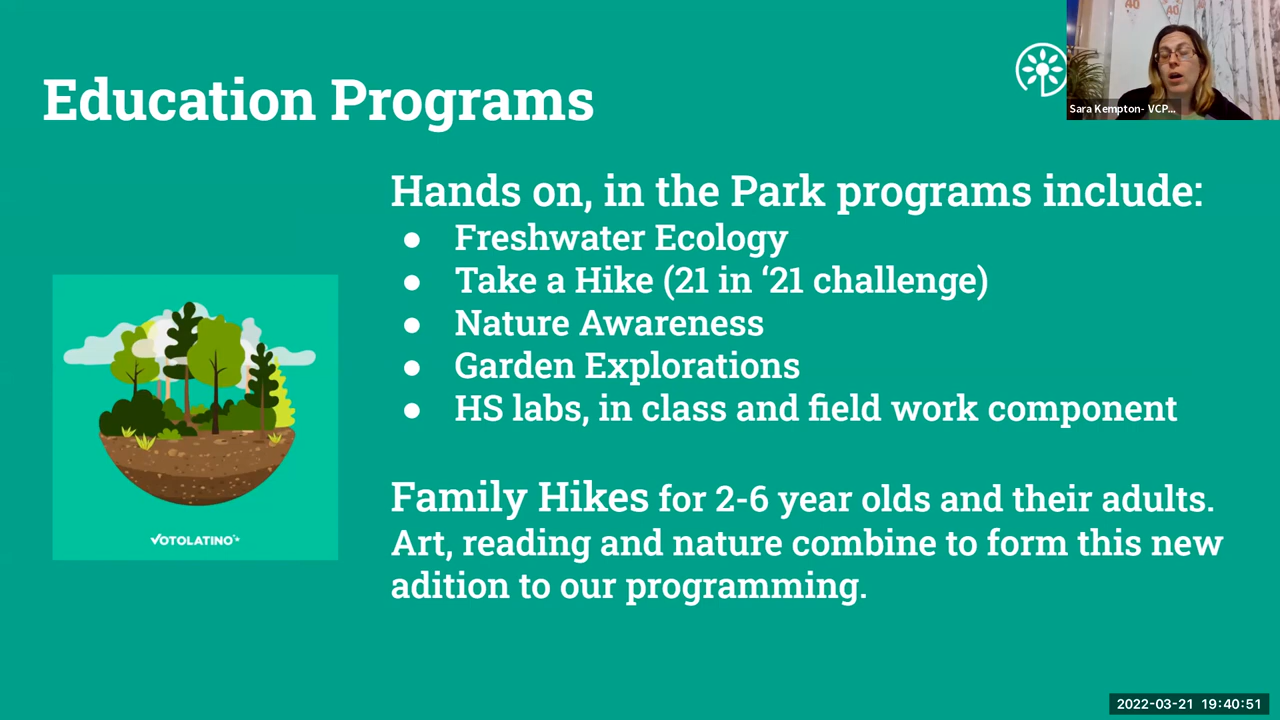 40
40
Sara Kempton- VCP...
Education Programs
Hands on, in the Park programs include:
● Freshwater Ecology
● Take a Hike (21 in ‘21 challenge)
● Nature Awareness
● Garden Explorations
● HS labs, in class and field work component
VOTOLATINO
Family Hikes for 2-6 year olds and their adults.
Art, reading and nature combine to form this new
adition to our programming.
2022-03-21 19:40:51